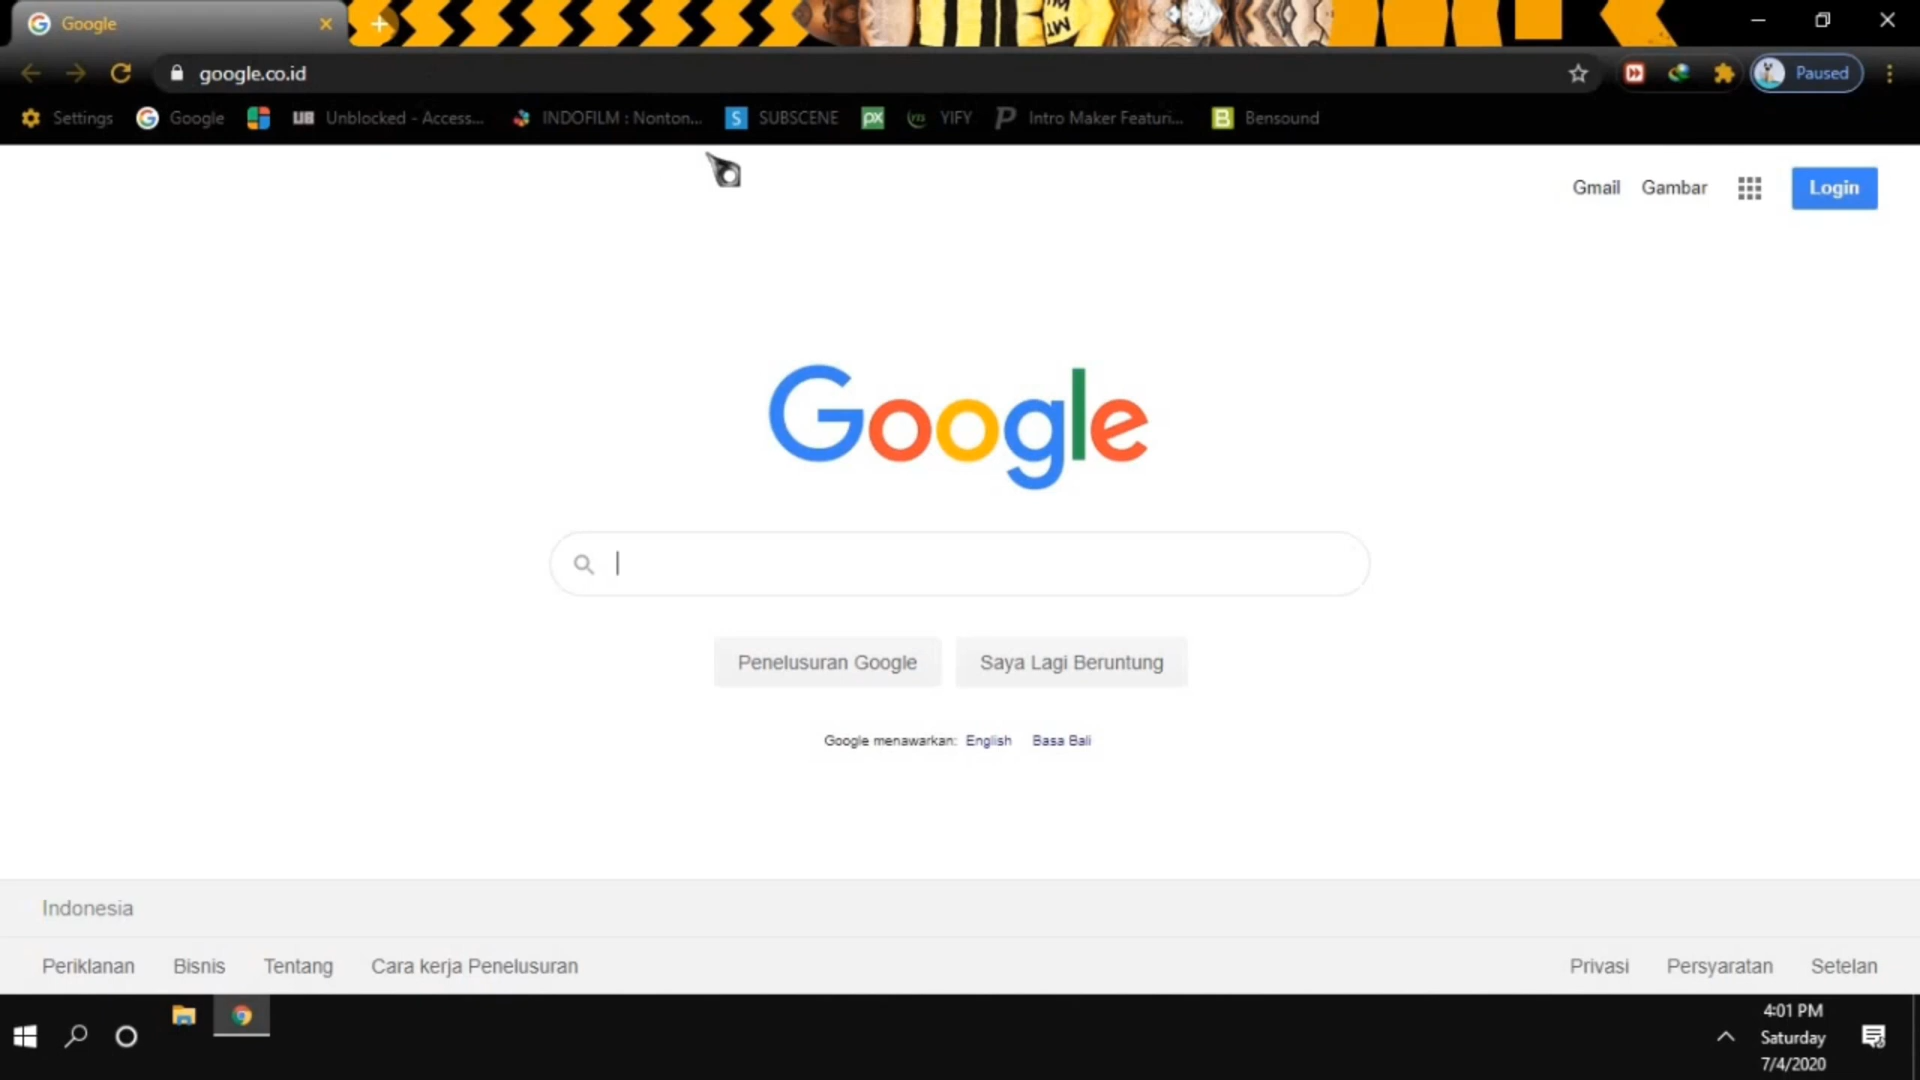 Google
google.co.id
Paused
Settings
Google
UB
Unblocked - Access...
INDOFILM : Nonton...
S
SUBSCENE
px
YIFY
Intro Maker Featuri...
B
Bensound
Gmail
Gambar
Login
Google
Penelusuran Google
Saya Lagi Beruntung
Google menawarkan: English Basa Bali
Indonesia
Periklanan
Bisnis
Tentang
Cara kerja Penelusuran
Privasi
Persyaratan
Setelan
4:01 PM
Saturday
7/4/2020